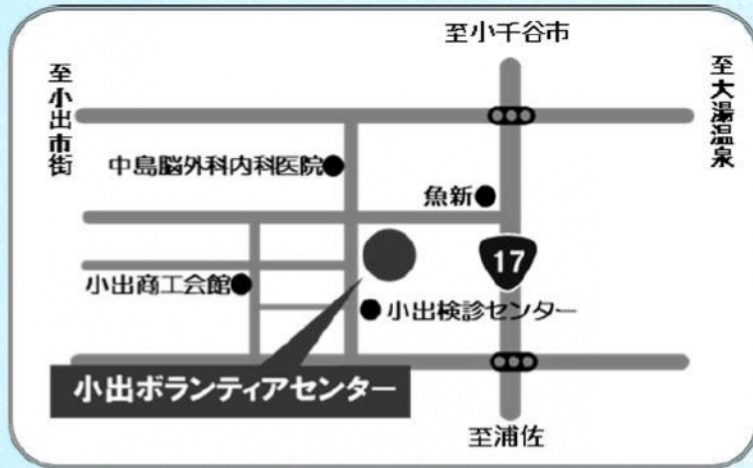 至小千谷市
至小出市街
至大湯温泉
中島脳外科内科医院
魚新
17
小出商工会館
小出検診センター
小出ボランティアセンター
至浦佐